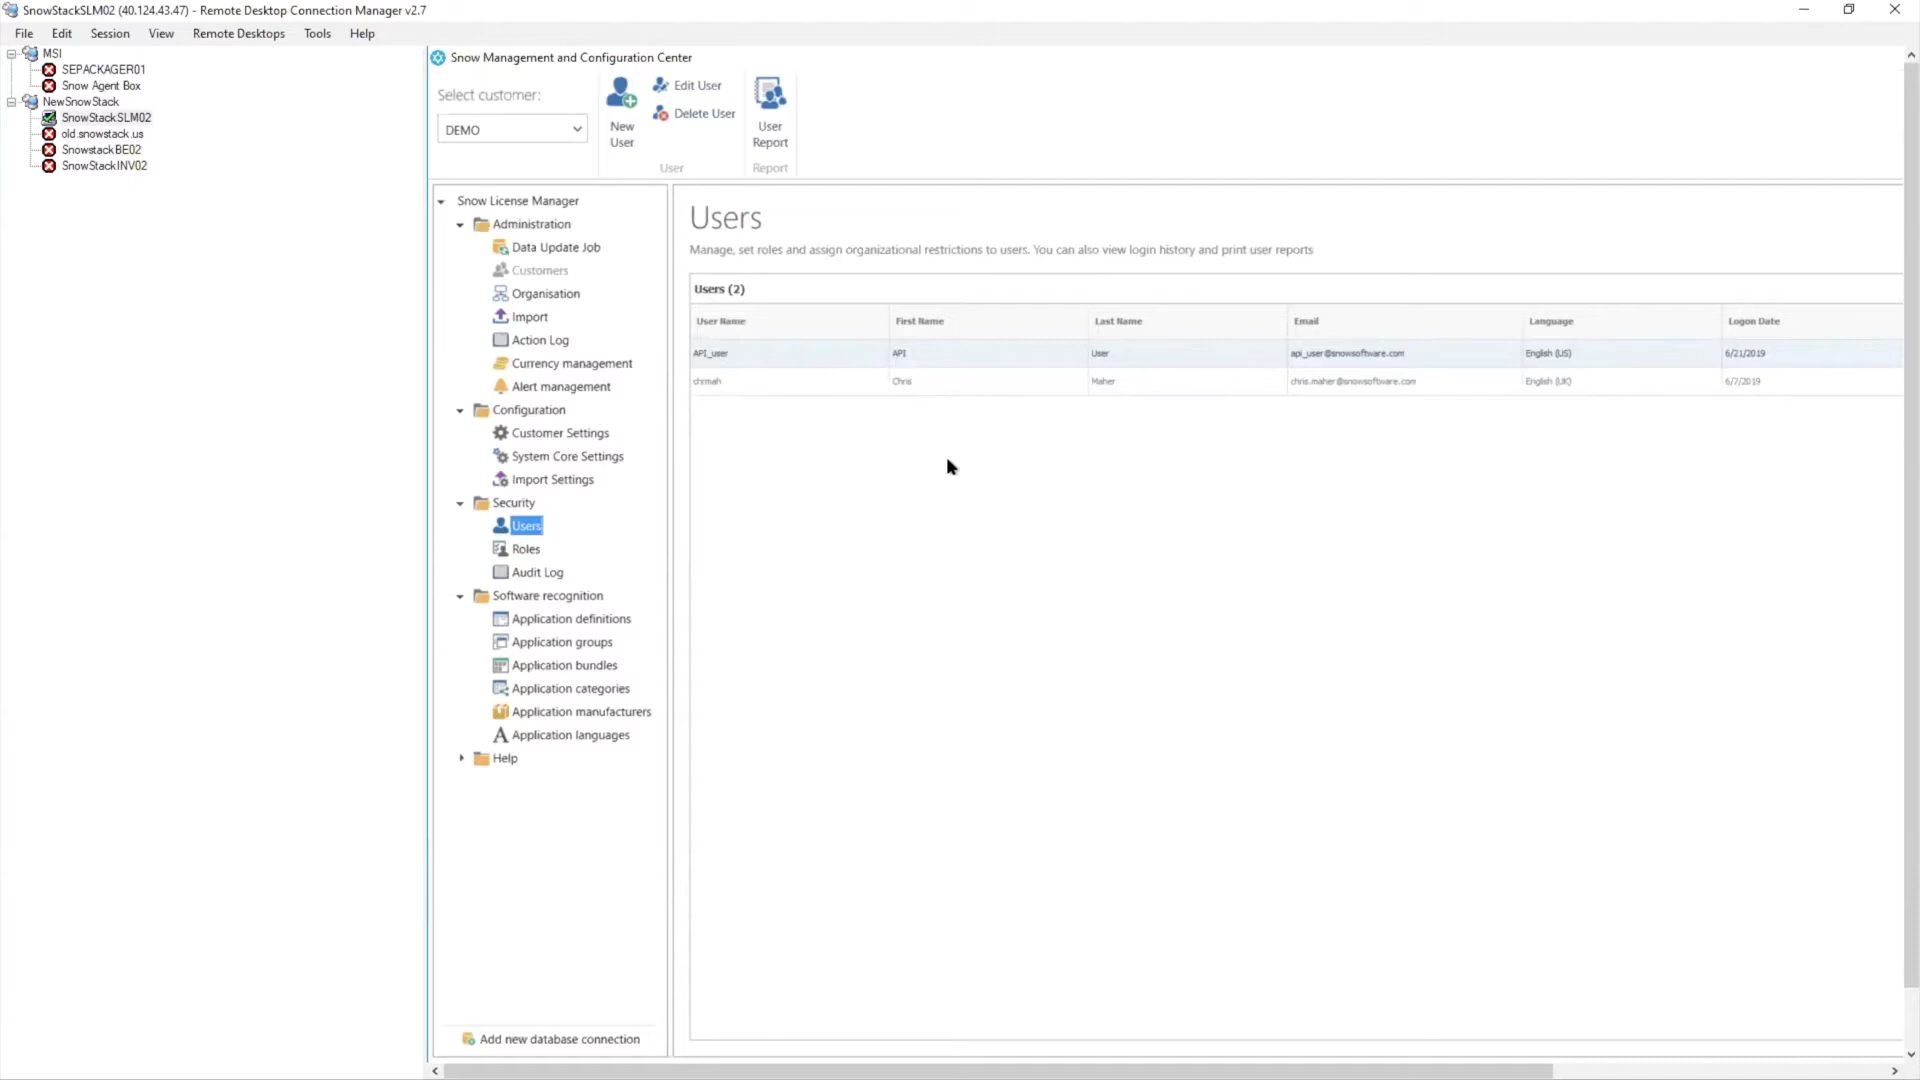 SnowStackSLM02 (40.124.43.47) - Remote Desktop Connection Manager v2.7
File Edit Session View Remote Desktops Tools Help
MSI
SEPACKAGER01
Snow Agent Box
NewSnowStack
SnowStackSLM02
old.snowstack.us
SnowstackBE02
SnowStackINV02
Snow Management and Configuration Center
Select customer:
DEMO
New User
Edit User
Delete User
User
User Report
Report
Snow License Manager
Administration
Data Update Job
Customers
Organisation
Import
Action Log
Currency management
Alert management
Configuration
Customer Settings
System Core Settings
Import Settings
Security
Users
Roles
Audit Log
Software recognition
Application definitions
Application groups
Application bundles
Application categories
Application manufacturers
Application languages
Help
Add new database connection
Users
Manage, set roles and assign organizational restrictions to users. You can also view login history and print user reports
Users (2)
User Name First Name Last Name Email Language Logon Date
API_user API User api_user@snowsoftware.com English (US) 6/21/2019
chrmah Chris Maher chris.maher@snowsoftware.com English (UK) 6/7/2019